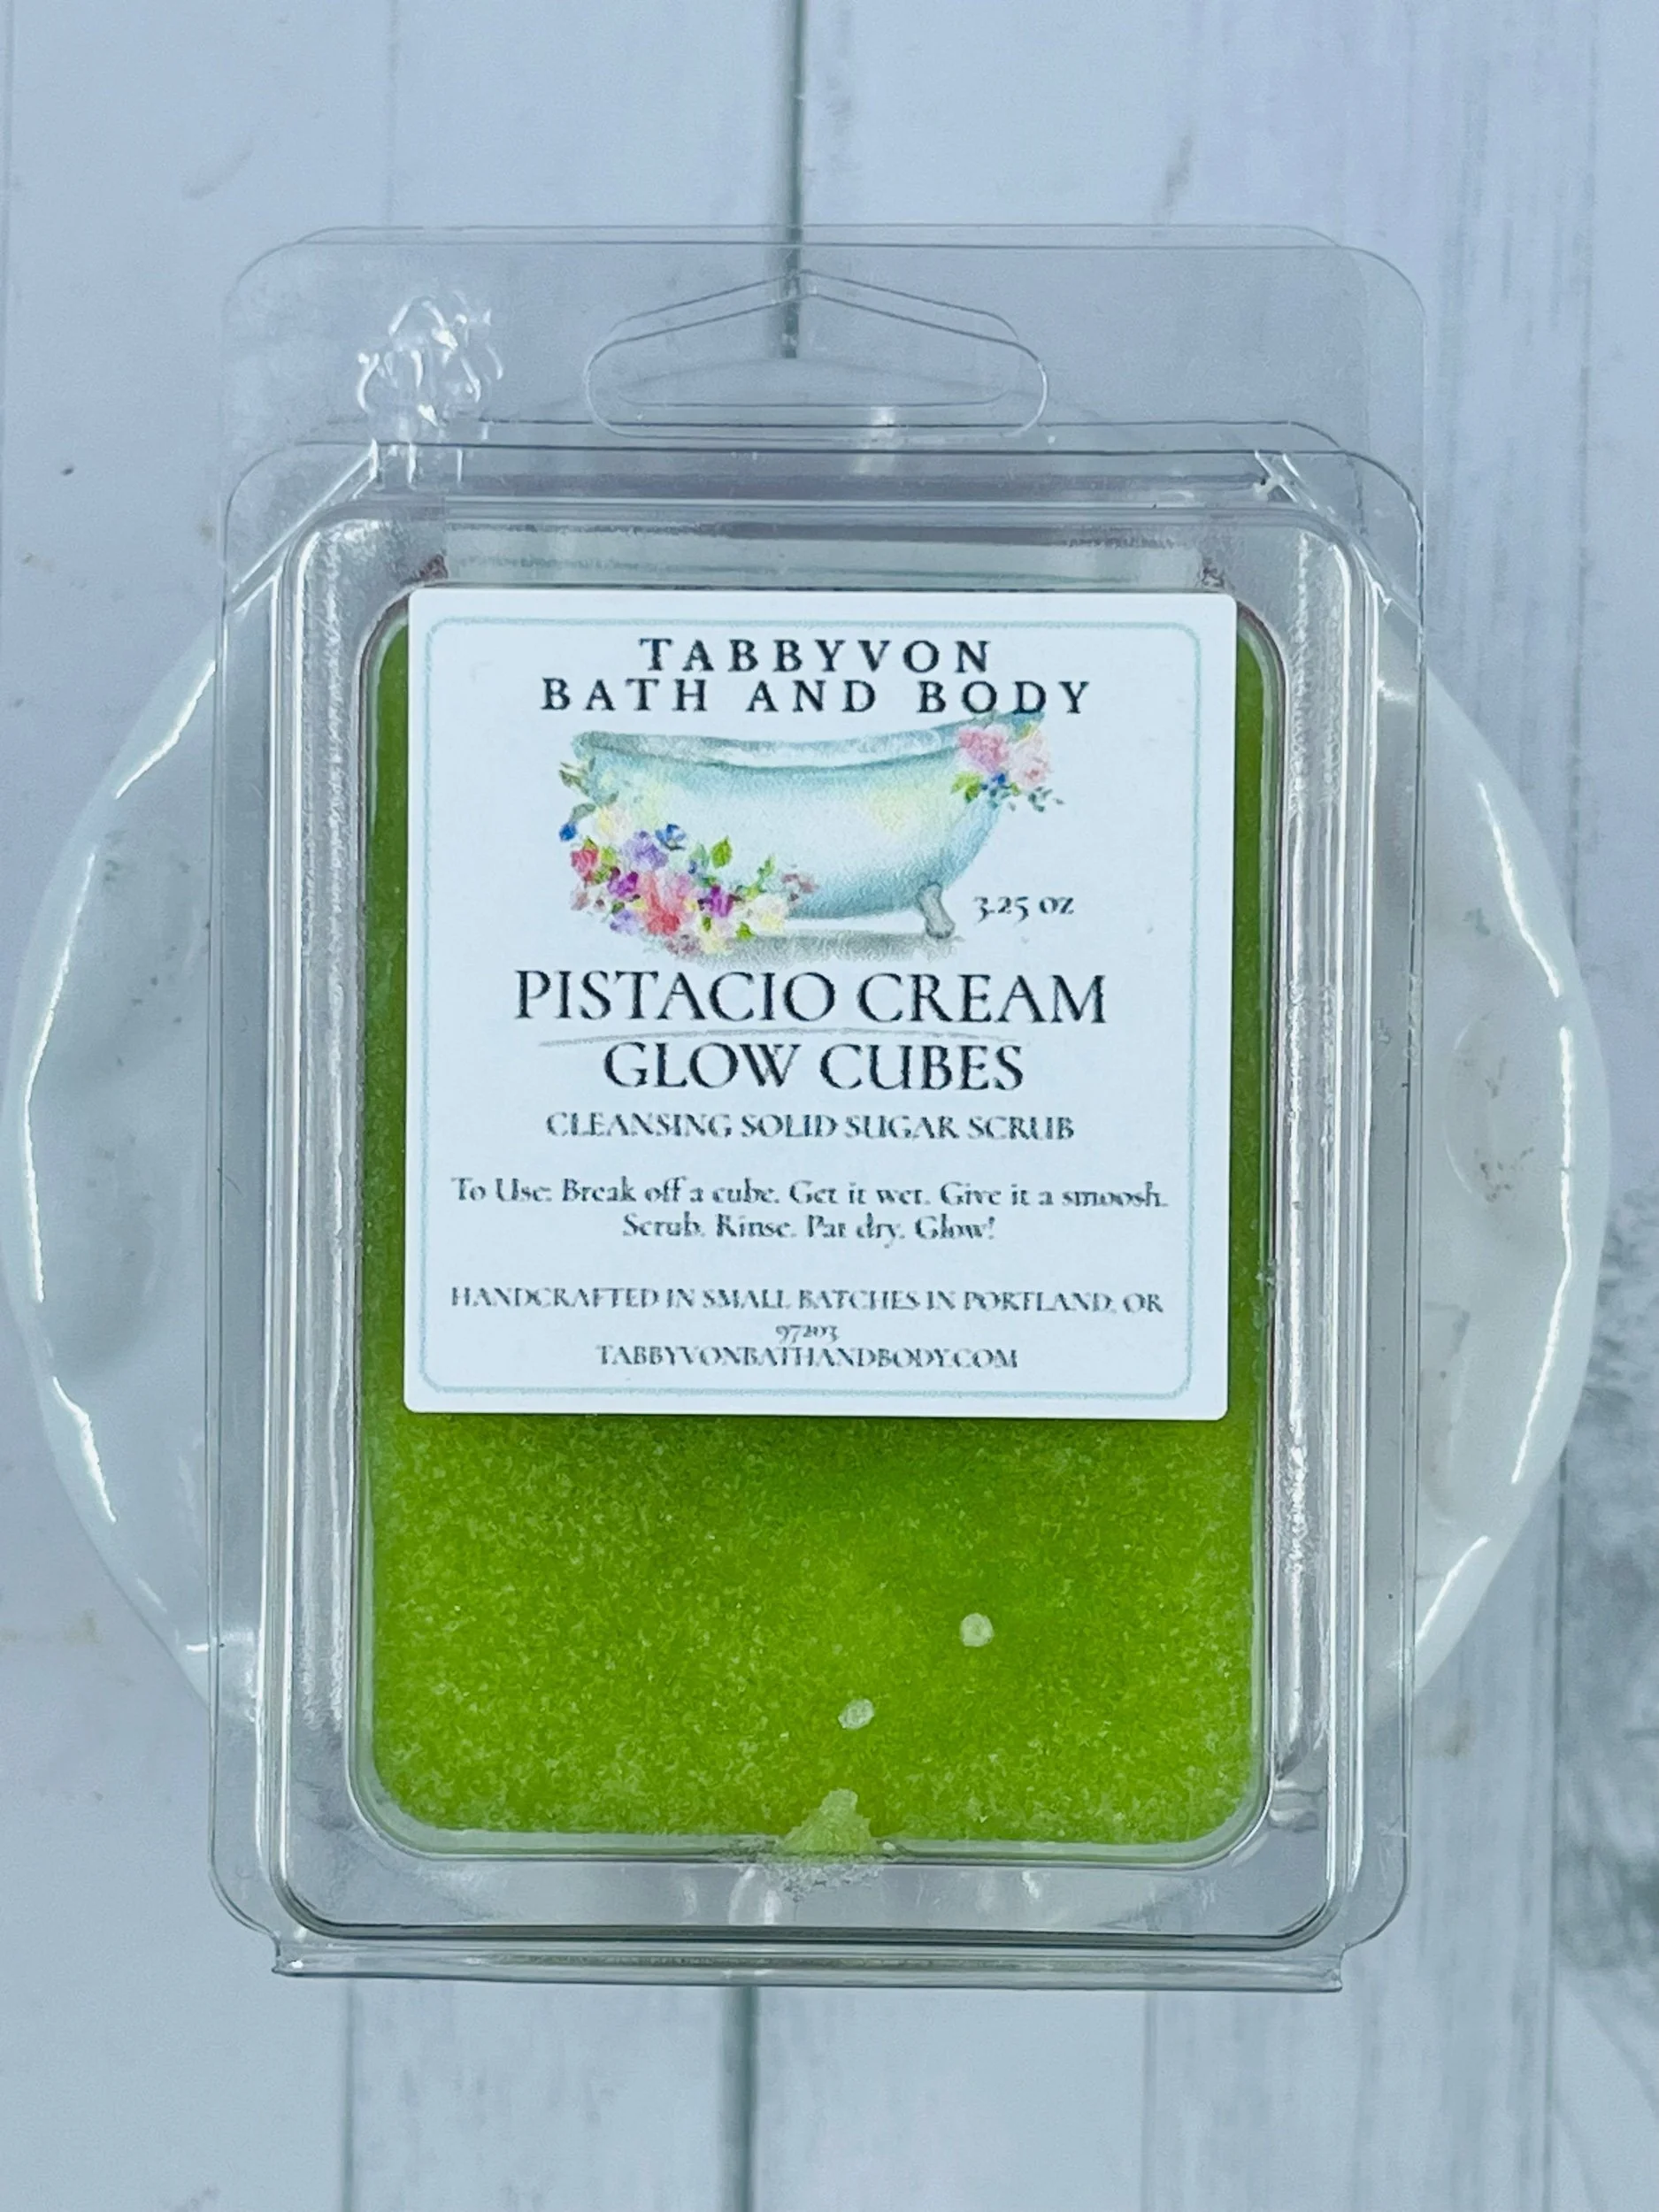 TABBYVON
BATH AND BODY
3.25 OZ
PISTACIO CREAM
GLOW CUBES
CLEANSING SOLID SUGAR SCRUB
To Use: Break off a cube. Get it wet. Give it a smoosh.
Scrub. Rinse. Pat dry. Glow!
HANDCRAFTED IN SMALL BATCHES IN PORTLAND, OR
97203
TABBYVONBATHANDBODY.COM